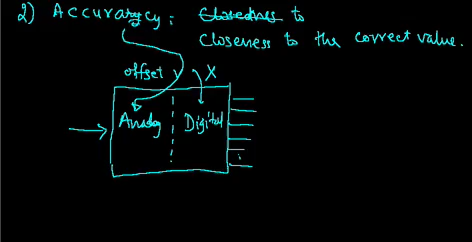 2) Accuracy : Closedness to
Closeness to the correct value.
offset X
Analog Digital